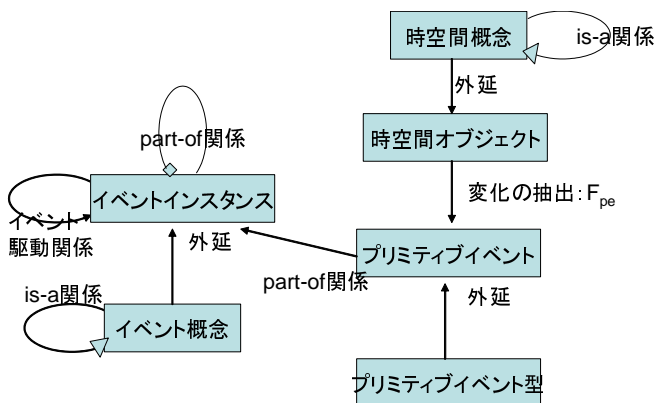 時空間概念
is-a関係
外延
part-of関係
時空間オブジェクト
変化の抽出：Fpe
イベントインスタンス
イベント
駆動関係
外延
プリミティブイベント
part-of関係
is-a関係
外延
イベント概念
プリミティブイベント型